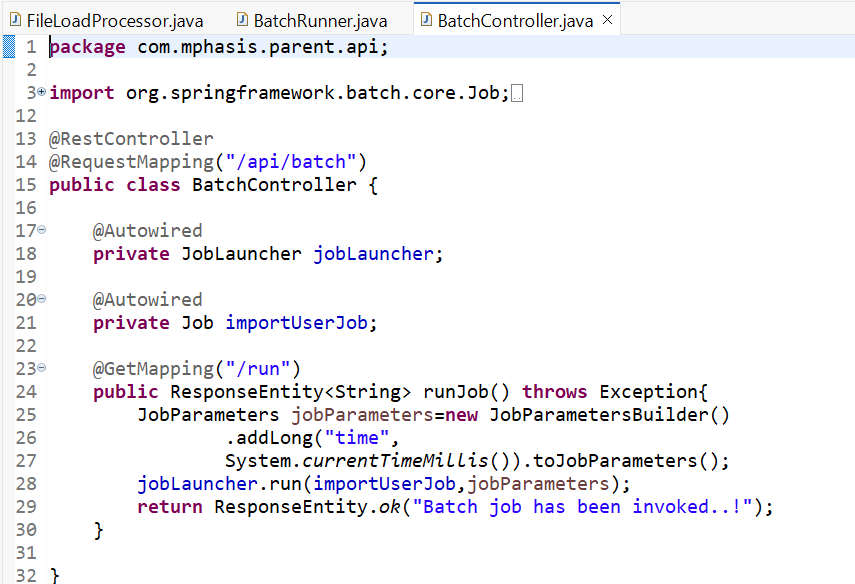 FileLoadProcessor.java BatchRunner.java BatchController.java ×
1 package com.mphasis.parent.api;
2
3 import org.springframework.batch.core.Job;
12
13 @RestController
14 @RequestMapping("/api/batch")
15 public class BatchController {
16
17     @Autowired
18     private JobLauncher jobLauncher;
19
20     @Autowired
21     private Job importUserJob;
22
23     @GetMapping("/run")
24     public ResponseEntity<String> runJob() throws Exception{
25         JobParameters jobParameters=new JobParametersBuilder()
26                 .addLong("time",
27                 System.currentTimeMillis()).toJobParameters();
28         jobLauncher.run(importUserJob,jobParameters);
29         return ResponseEntity.ok("Batch job has been invoked..!");
30     }
31
32 }